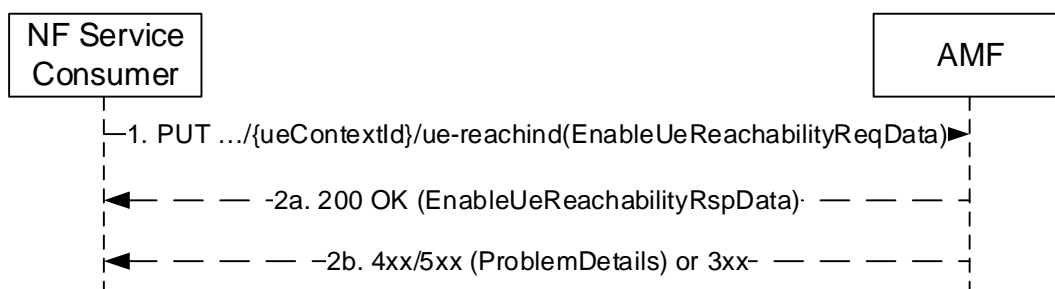 NF Service
Consumer
AMF
1. PUT …/{ueContextId}/ue-reachind(EnableUeReachabilityReqData)
2a. 200 OK (EnableUeReachabilityRspData)
2b. 4xx/5xx (ProblemDetails) or 3xx